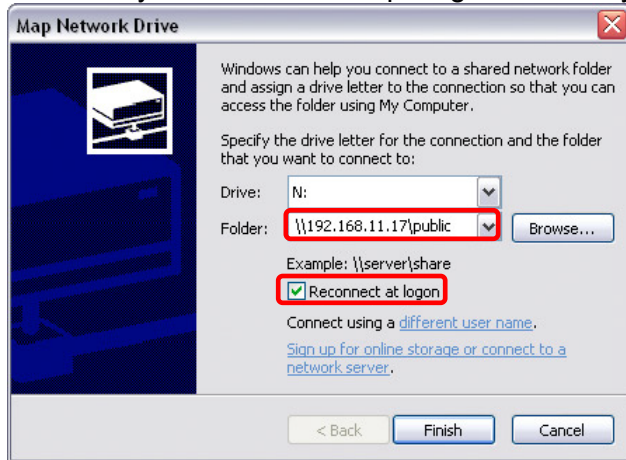 Map Network Drive
Windows can help you connect to a shared network folder
and assign a drive letter to the connection so that you can
access the folder using My Computer.
Specify the drive letter for the connection and the folder
that you want to connect to:
Drive: N:
Folder: \\192.168.11.17\public Browse...
Example: \\server\share
Reconnect at logon
Connect using a different user name.
Sign up for online storage or connect to a
network server.
< Back Finish Cancel